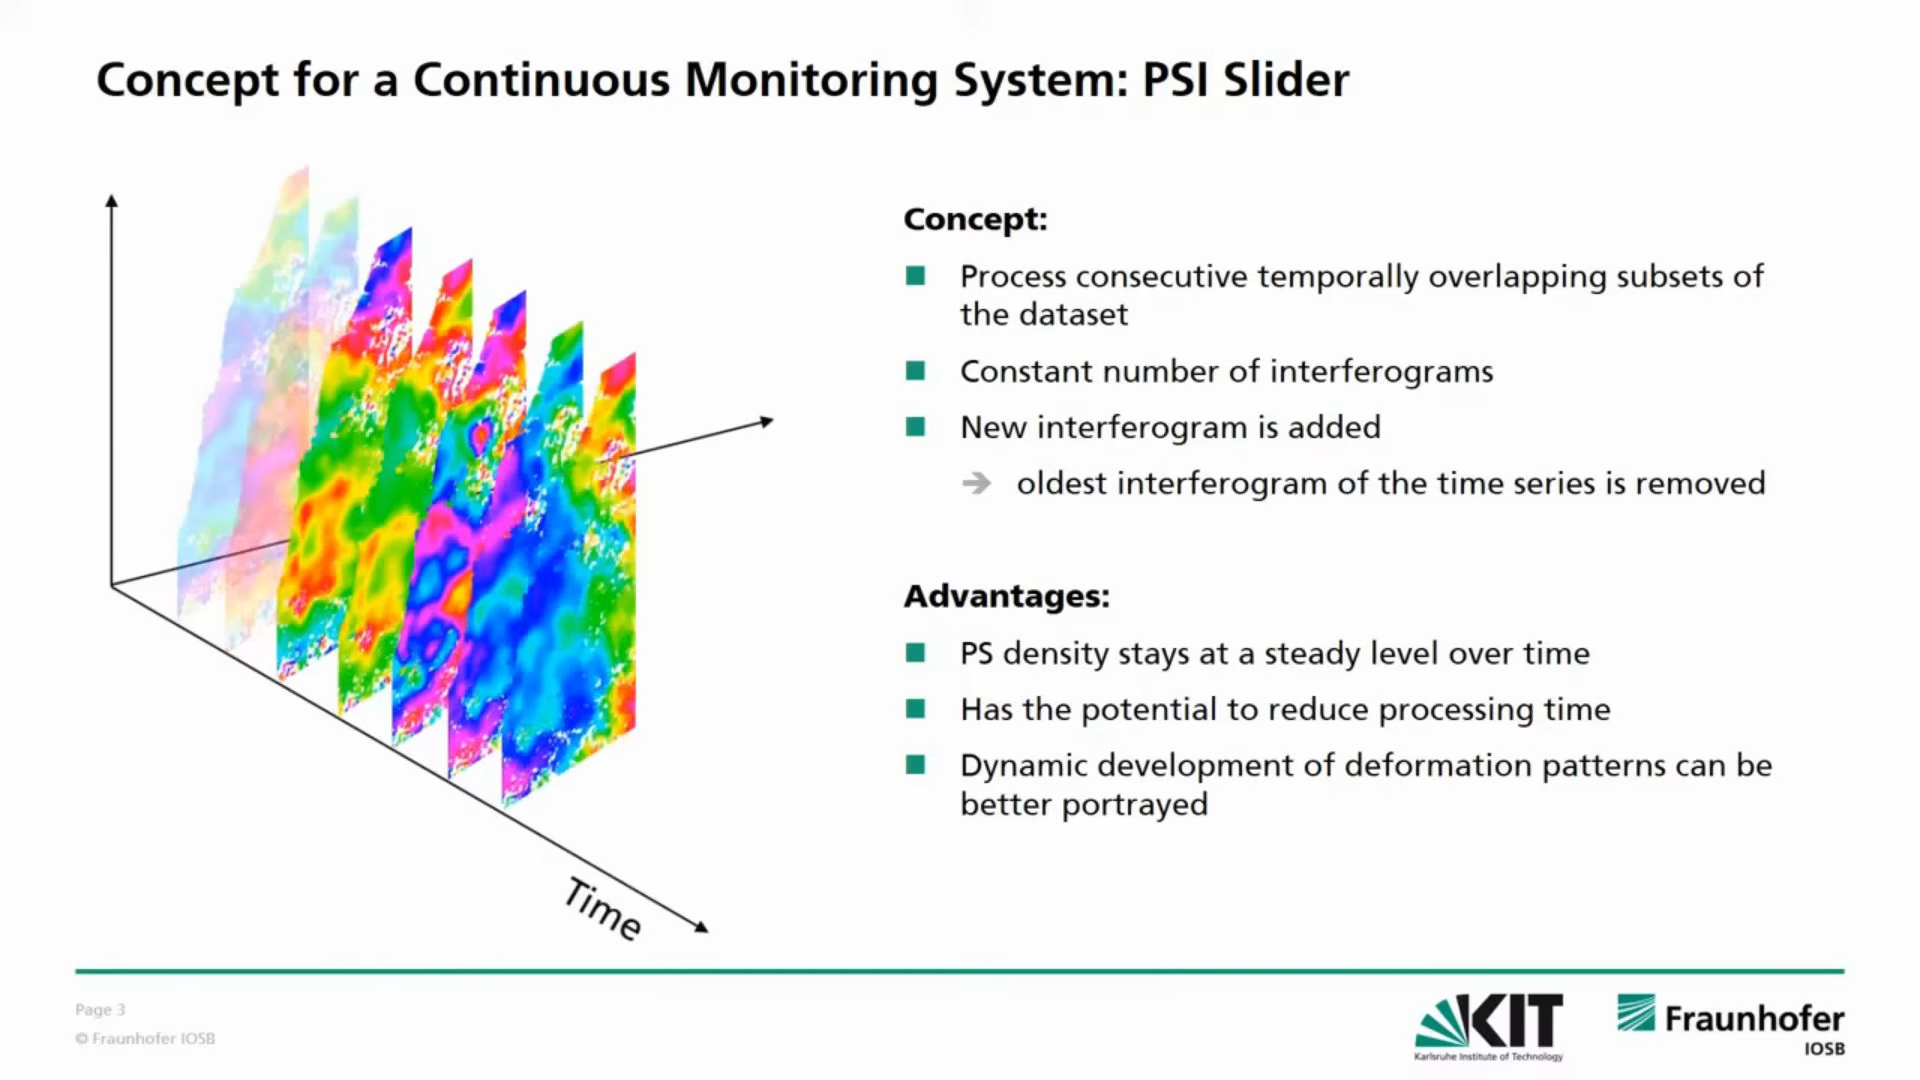 Concept for a Continuous Monitoring System: PSI Slider
Concept:
Process consecutive temporally overlapping subsets of
the dataset
Constant number of interferograms
New interferogram is added
➔ oldest interferogram of the time series is removed
Advantages:
PS density stays at a steady level over time
Has the potential to reduce processing time
Dynamic development of deformation patterns can be
better portrayed
Time
Page 3
© Fraunhofer IOSB
KIT
Karlsruhe Institute of Technology
Fraunhofer
IOSB